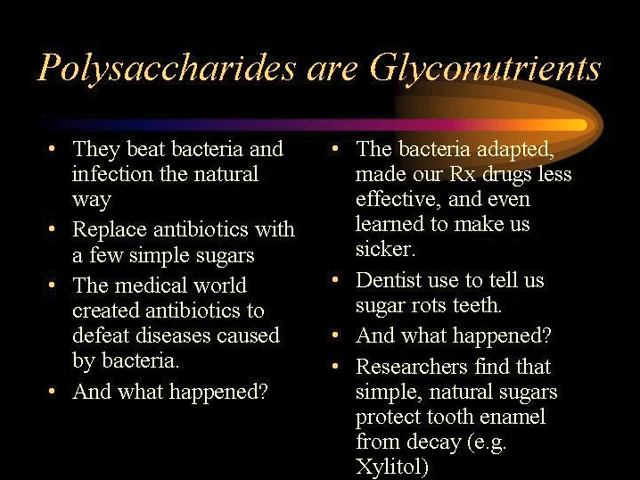 Polysaccharides are Glyconutrients
• They beat bacteria and
infection the natural
way
• Replace antibiotics with
a few simple sugars
• The medical world
created antibiotics to
defeat diseases caused
by bacteria.
• And what happened?
• The bacteria adapted,
made our Rx drugs less
effective, and even
learned to make us
sicker.
• Dentist use to tell us
sugar rots teeth.
• And what happened?
• Researchers find that
simple, natural sugars
protect tooth enamel
from decay (e.g.
Xylitol)